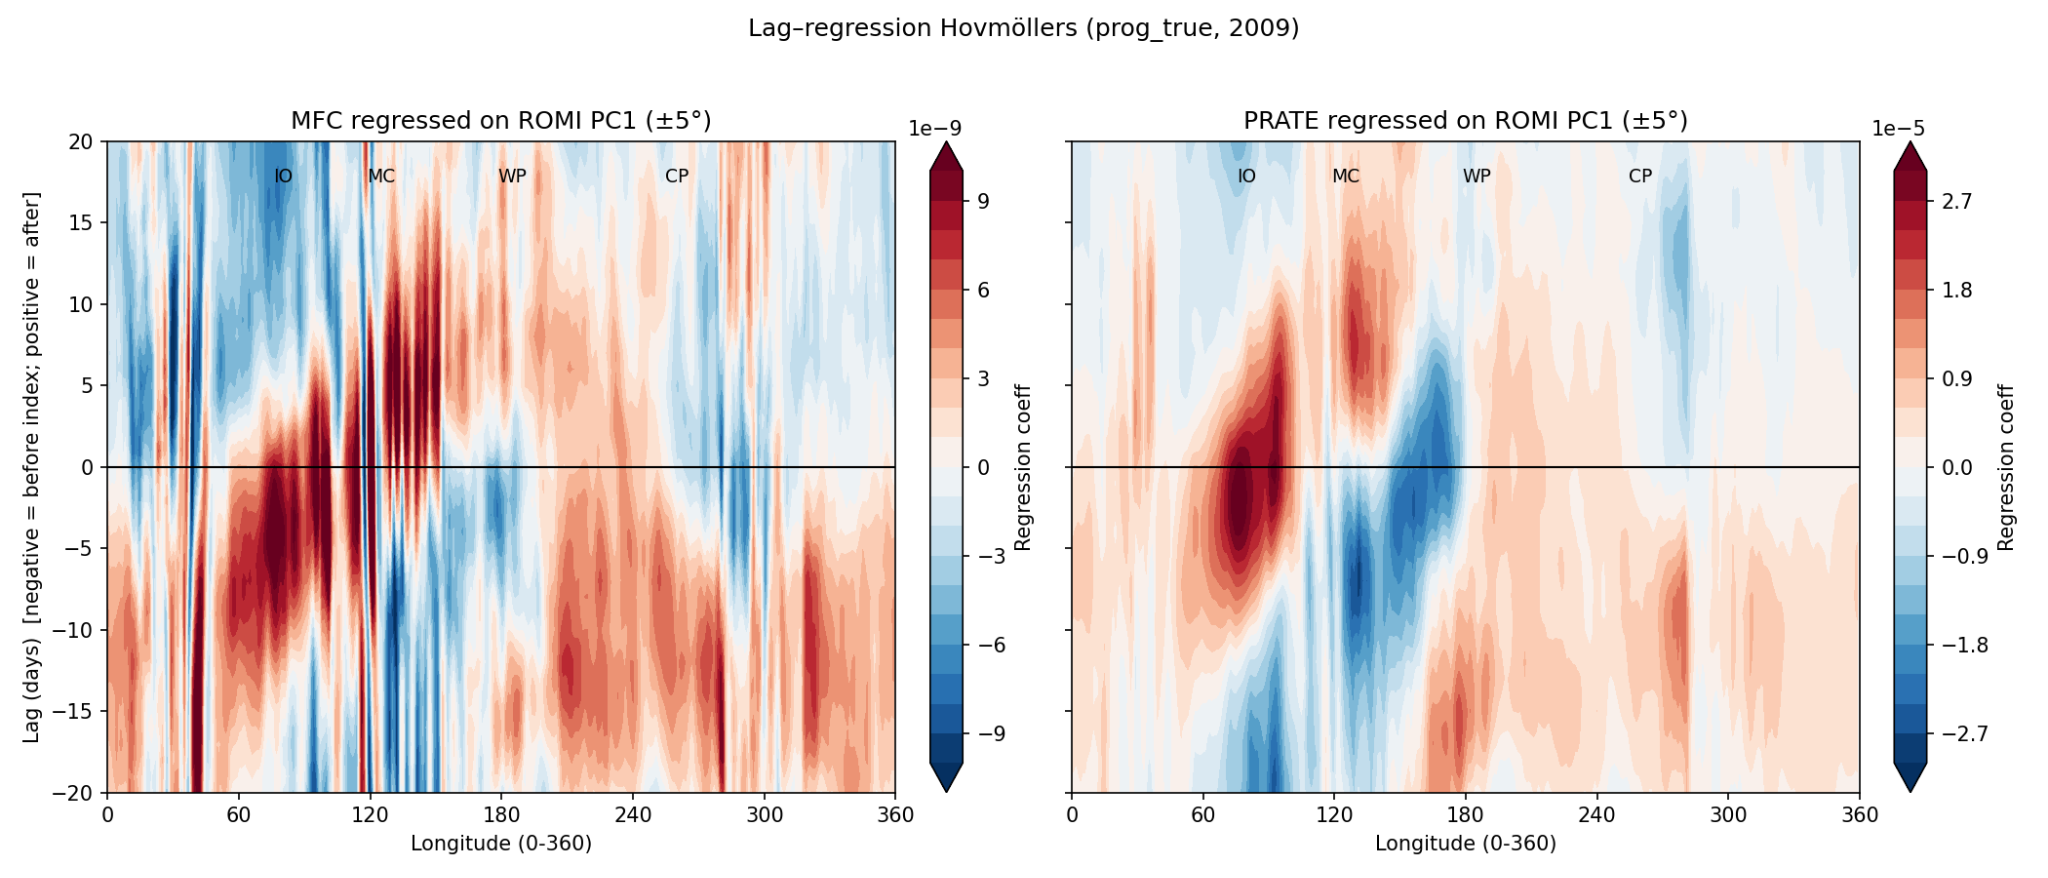 Lag–regression Hovmöllers (prog_true, 2009)
MFC regressed on ROMI PC1 (±5°)
1e−9
PRATE regressed on ROMI PC1 (±5°)
1e−5
Lag (days)  [negative = before index; positive = after]
20
15
10
5
0
−5
−10
−15
−20
IO
MC
WP
CP
0
60
120
180
240
300
360
Longitude (0-360)
9
6
3
0
−3
−6
−9
Regression coeff
IO
MC
WP
CP
0
60
120
180
240
300
360
Longitude (0-360)
2.7
1.8
0.9
0.0
−0.9
−1.8
−2.7
Regression coeff